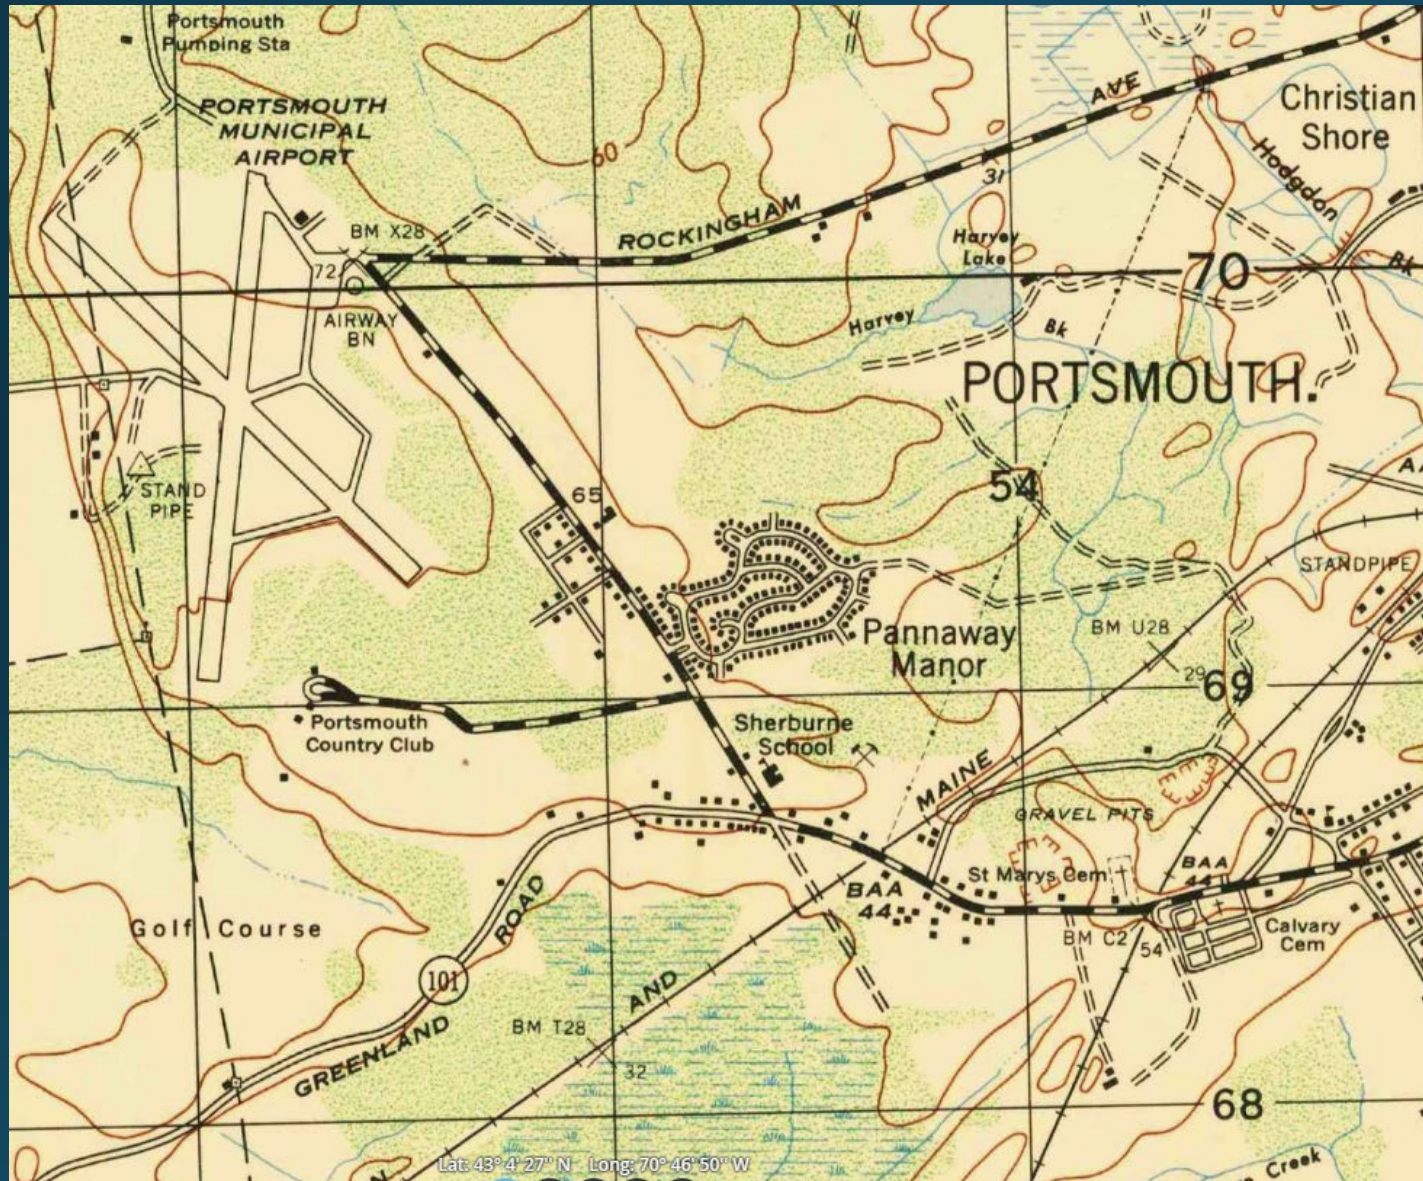 Portsmouth
Pumping Sta
PORTSMOUTH
MUNICIPAL
AIRPORT
60
AVE
Christian
Shore
31
Hodgdon
Bk
BM X28
72
ROCKINGHAM
Harvey
Lake
70
AIRWAY
BN
Harvey
Bk
PORTSMOUTH
STAND
PIPE
65
54
STANDPIPE
Pannaway
Manor
BM U28
29
69
Portsmouth
Country Club
Sherburne
School
MAINE
GRAVEL PITS
St Marys Cem
BAA
44
BAA
44
Golf Course
ROAD
BM C2
54
Calvary
Cem
101
AND
GREENLAND
BM T28
32
68
Lat: 43° 4' 27" N Long: 70° 46' 50" W
Creek